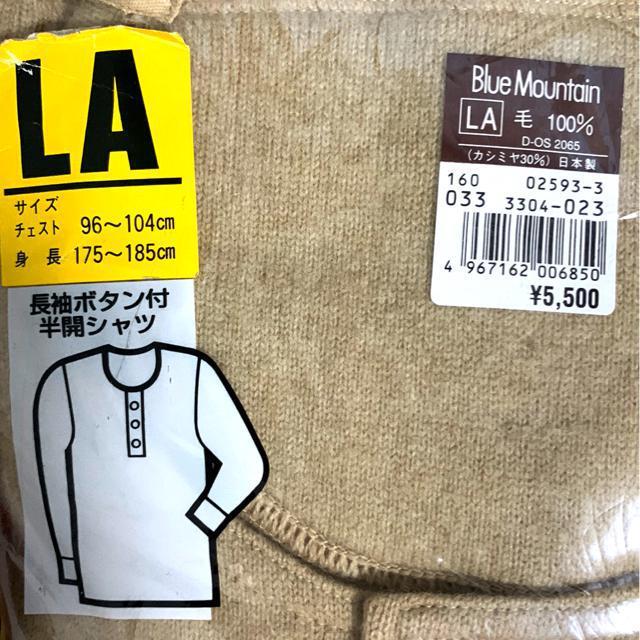 LA
サイズ
チェスト 96～104cm
身長 175～185cm
長袖ボタン付
半開シャツ
Blue Mountain
LA 毛 100%
D-OS 2065
(カシミヤ30%) 日本製
160 02593-3
033 3304-023
4 967162 006850
¥5,500